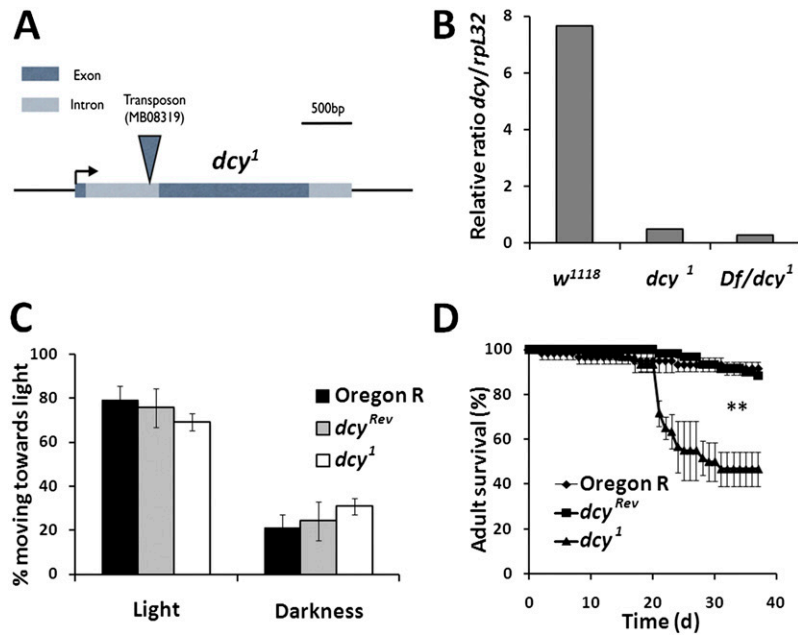 A
Exon
Intron
Transposon
(MB08319)
500bp
dcy¹
B
Relative ratio dcy/rpL32
8
6
4
2
0
w¹¹¹⁸
dcy ¹
Df/dcy¹
C
% moving towards light
100
80
60
40
20
0
Light
Darkness
Oregon R
dcyᴿᵉᵛ
dcy¹
D
Adult survival (%)
100
80
60
40
20
0
**
Oregon R
dcyᴿᵉᵛ
dcy¹
0
10
20
30
40
Time (d)